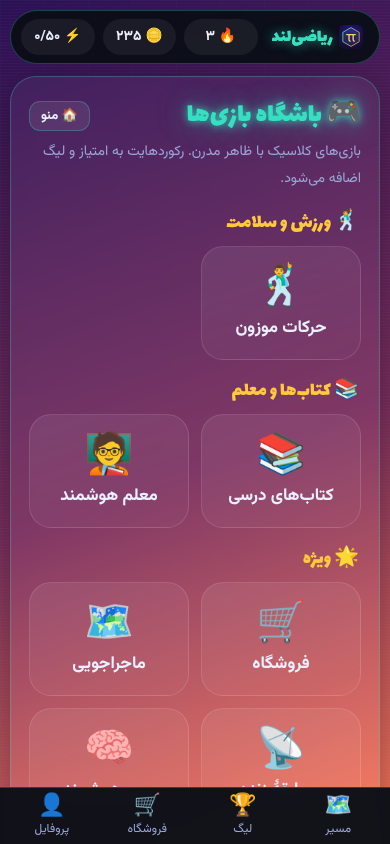 ریاضی‌لند
۳
۲۳۵
۰/۵۰
باشگاه بازی‌ها
منو
بازی‌های کلاسیک با ظاهر مدرن. رکوردهایت به امتیاز و لیگ
اضافه می‌شود.
ورزش و سلامت
حرکات موزون
کتاب‌ها و معلم
کتاب‌های درسی
معلم هوشمند
ویژه
فروشگاه
ماجراجویی
مسیر
لیگ
فروشگاه
پروفایل